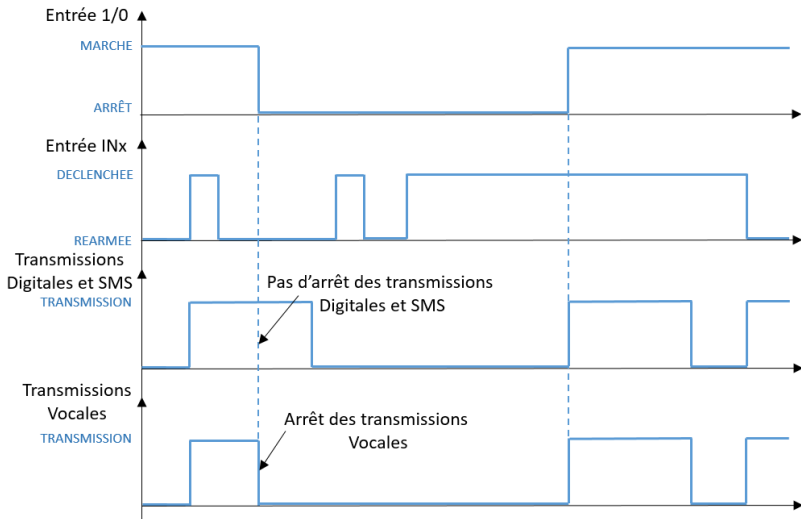 Entrée 1/0
MARCHE
ARRÊT
Entrée INx
DECLENCHEE
REARMEE
Transmissions
Digitales et SMS
TRANSMISSION
Pas d’arrêt des transmissions
Digitales et SMS
Transmissions
Vocales
TRANSMISSION
Arrêt des transmissions
Vocales